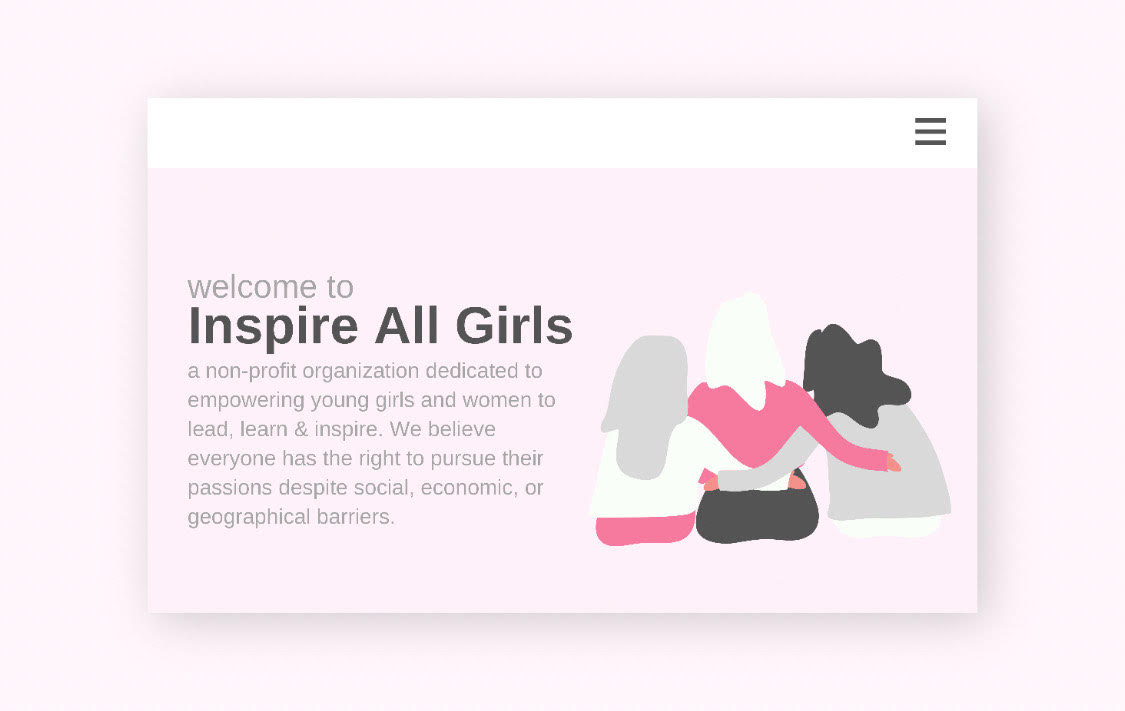 welcome to
Inspire All Girls
a non-profit organization dedicated to
empowering young girls and women to
lead, learn & inspire. We believe
everyone has the right to pursue their
passions despite social, economic, or
geographical barriers.